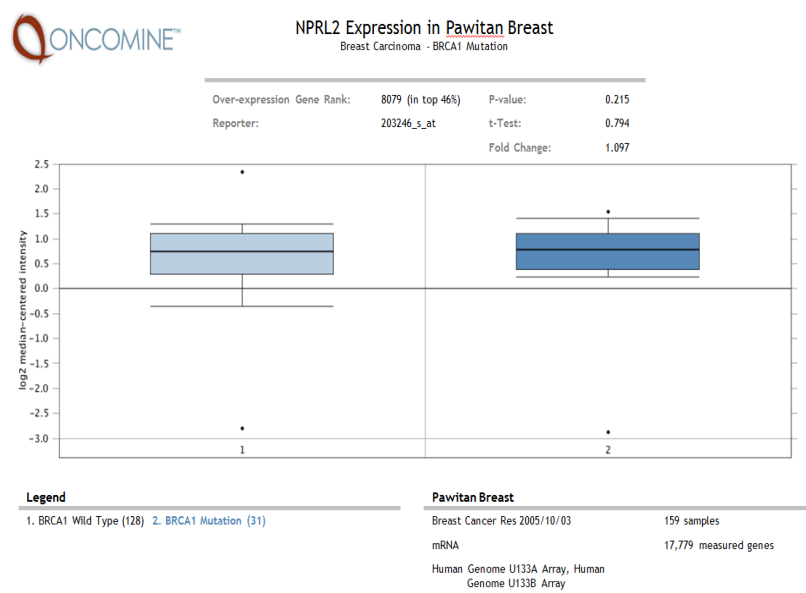 ONCOMINE™
NPRL2 Expression in Pawitan Breast
Breast Carcinoma - BRCA1 Mutation
Over-expression Gene Rank: 8079 (in top 46%) P-value: 0.215
Reporter: 203246_s_at t-Test: 0.794
Fold Change: 1.097
log2 median-centered intensity
2.5
2.0
1.5
1.0
0.5
0.0
-0.5
-1.0
-1.5
-2.0
-2.5
-3.0
1 2
Legend
1. BRCA1 Wild Type (128) 2. BRCA1 Mutation (31)
Pawitan Breast
Breast Cancer Res 2005/10/03 159 samples
mRNA 17,779 measured genes
Human Genome U133A Array, Human
Genome U133B Array